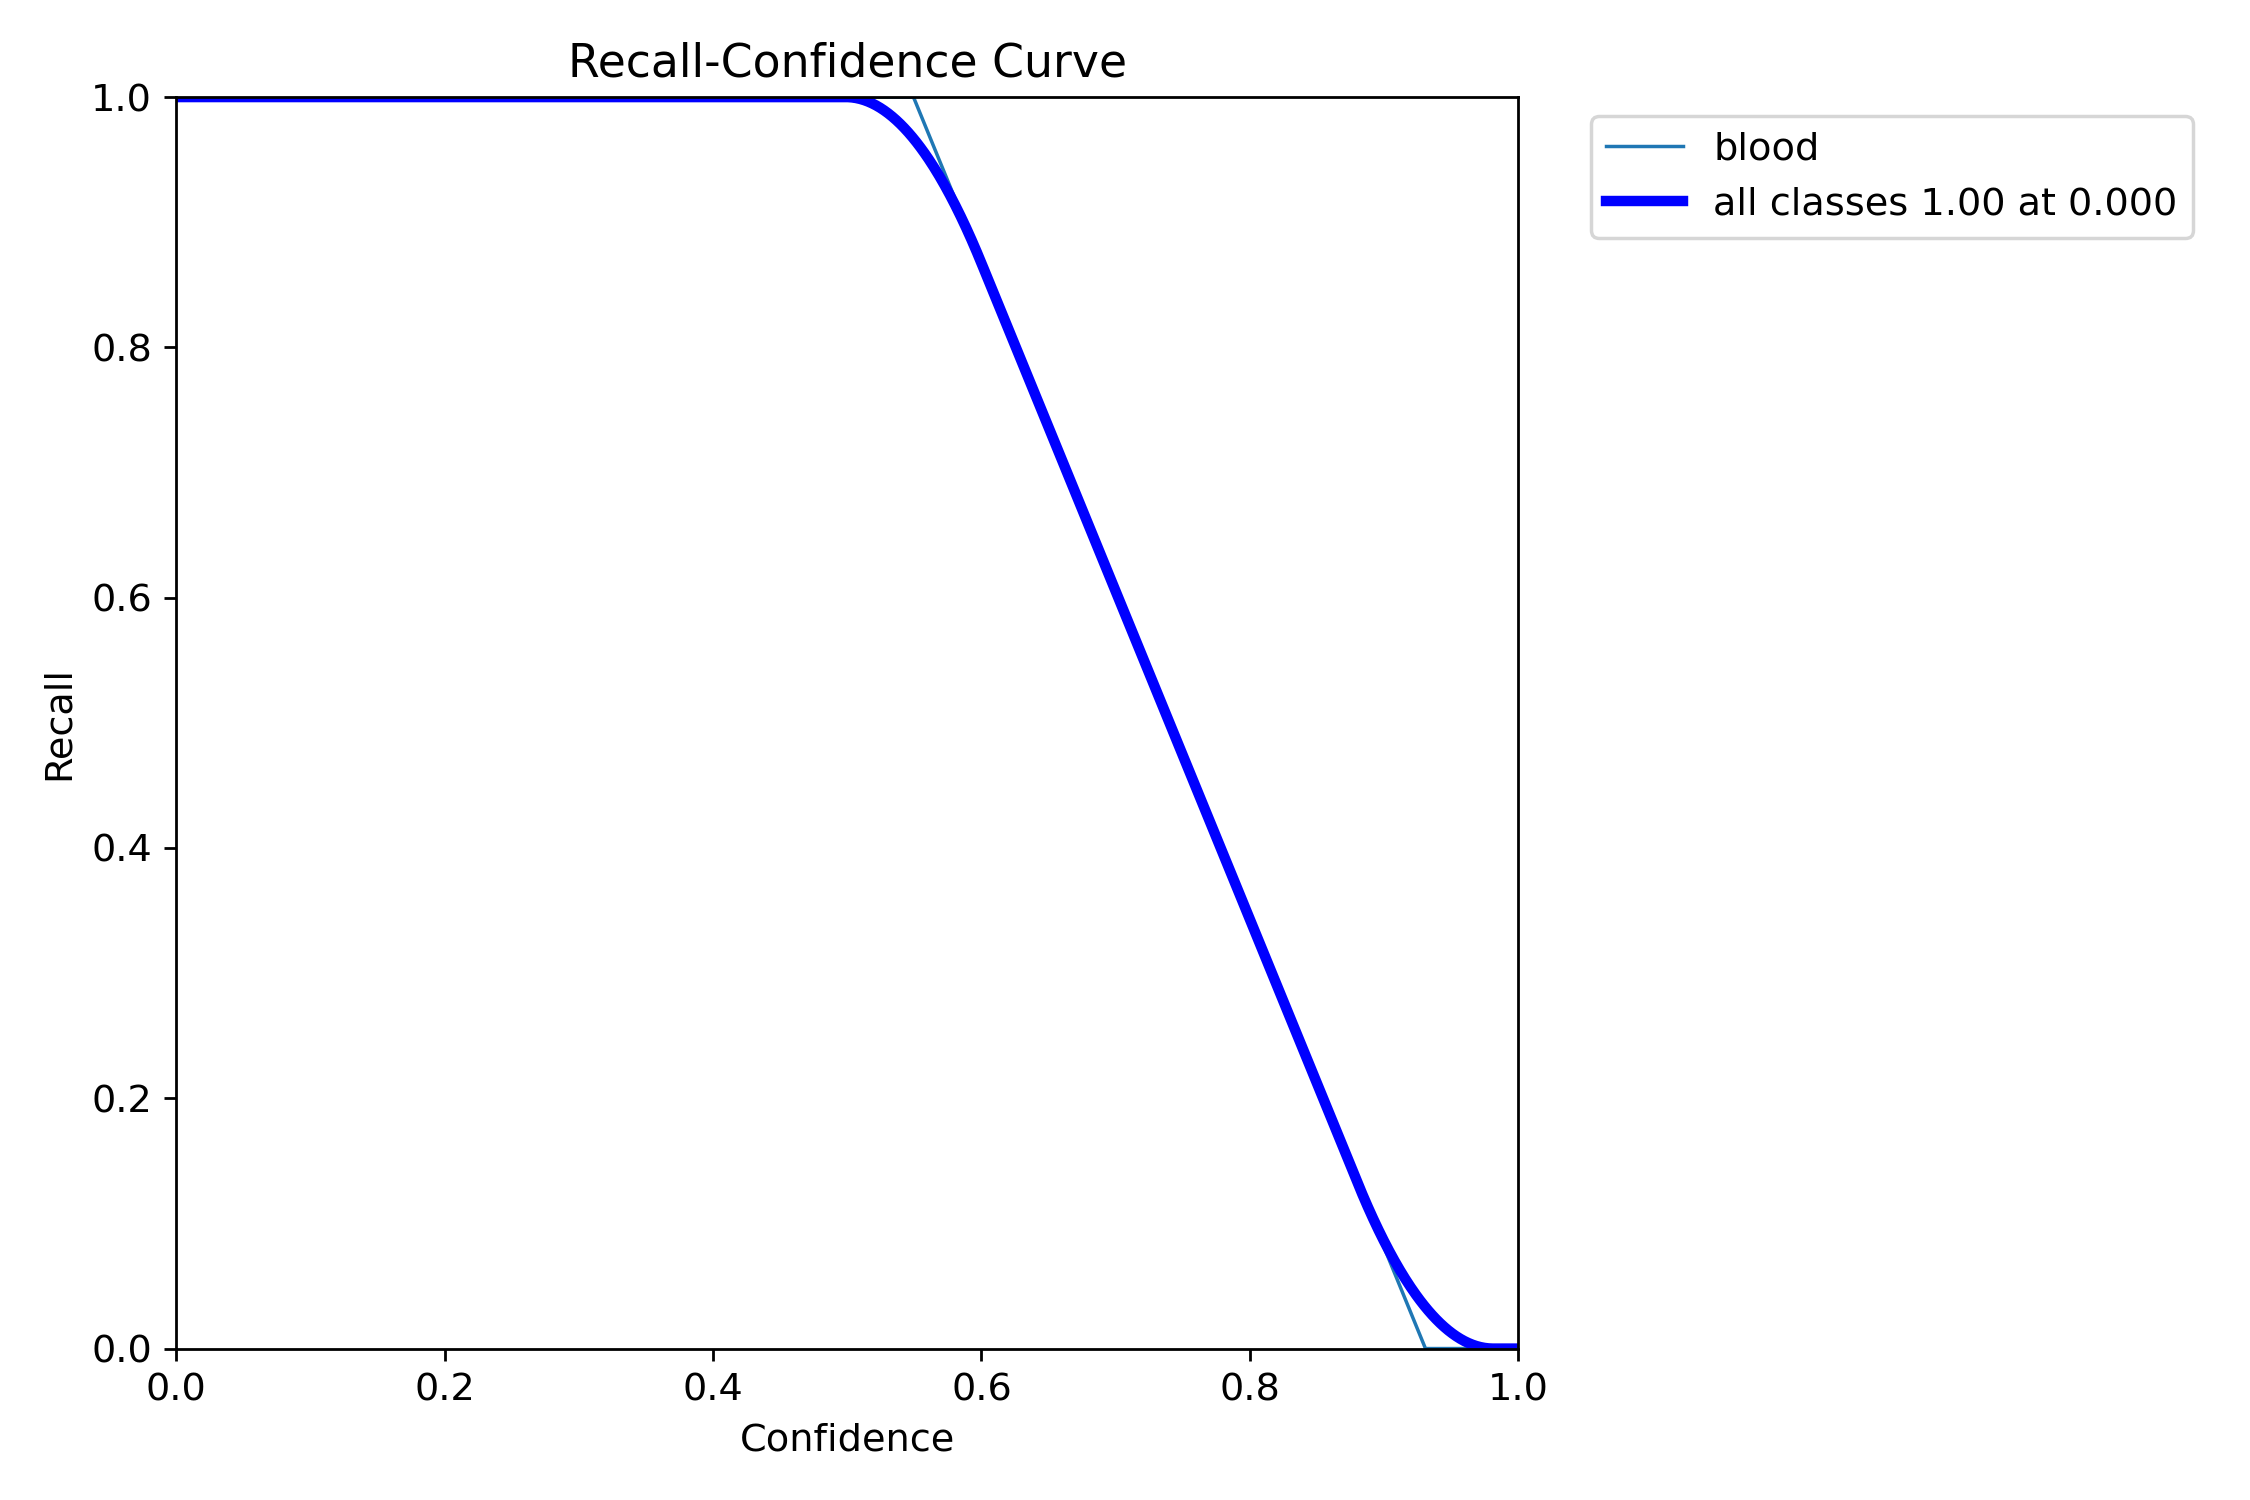 Recall-Confidence Curve
1.0
0.8
0.6
0.4
0.2
0.0
Recall
0.0 0.2 0.4 0.6 0.8 1.0
Confidence
blood
all classes 1.00 at 0.000